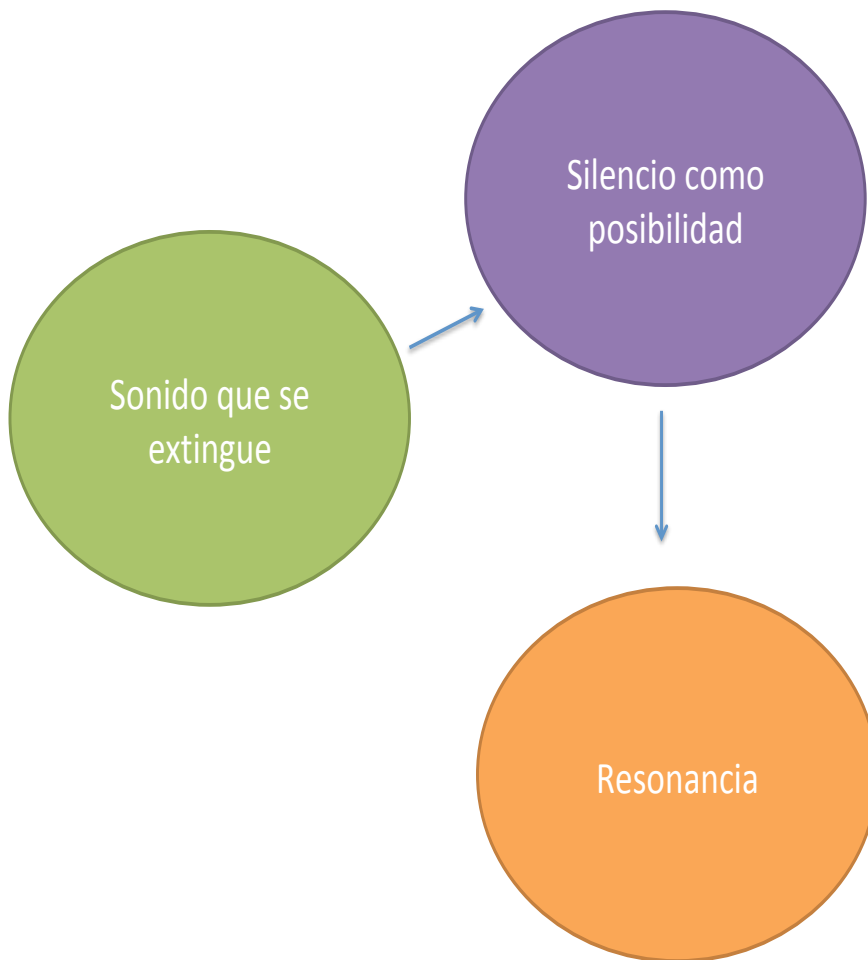 Silencio como
posibilidad
Sonido que se
extingue
Resonancia